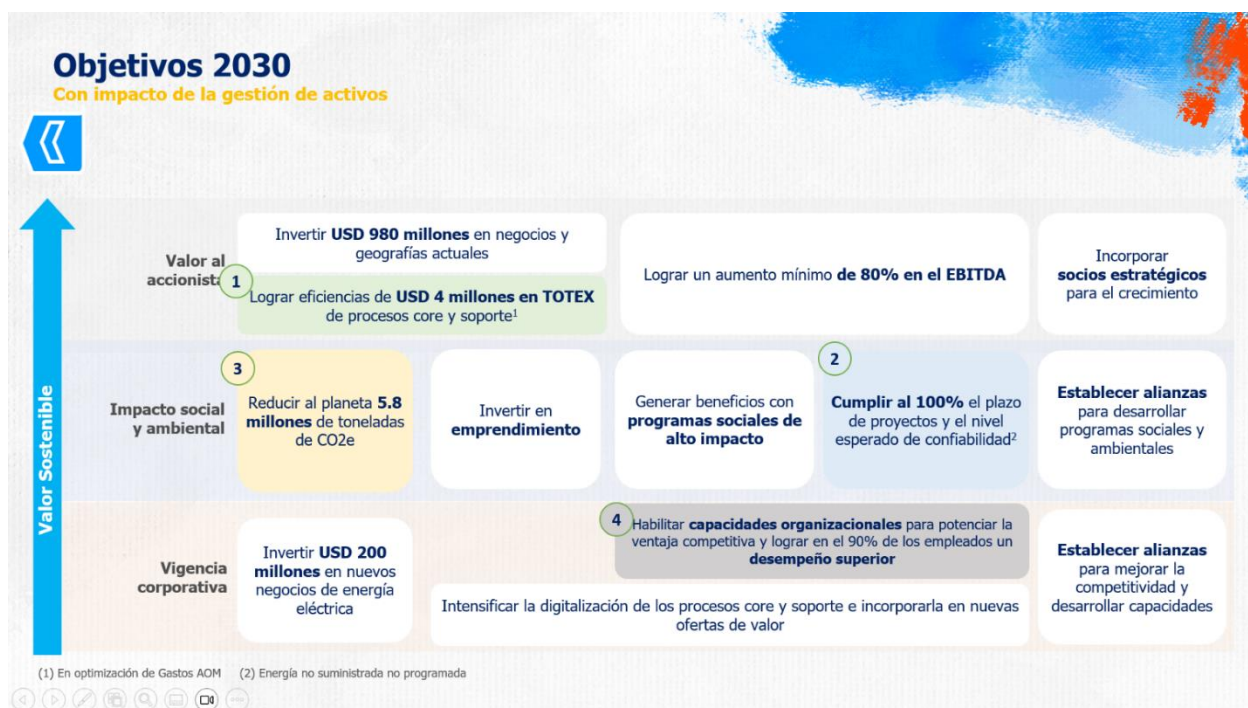 Objetivos 2030
Con impacto de la gestión de activos
Valor Sostenible
Valor al
accionista
Invertir USD 980 millones en negocios y
geografías actuales
1
Lograr eficiencias de USD 4 millones en TOTEX
de procesos core y soporte1
Lograr un aumento mínimo de 80% en el EBITDA
Incorporar
socios estratégicos
para el crecimiento
Impacto social
y ambiental
3
Reducir al planeta 5.8
millones de toneladas
de CO2e
Invertir en
emprendimiento
Generar beneficios con
programas sociales de
alto impacto
2
Cumplir al 100% el plazo
de proyectos y el nivel
esperado de confiabilidad2
Establecer alianzas
para desarrollar
programas sociales y
ambientales
Vigencia
corporativa
Invertir USD 200
millones en nuevos
negocios de energía
eléctrica
4
Habilitar capacidades organizacionales para potenciar la
ventaja competitiva y lograr en el 90% de los empleados un
desempeño superior
Intensificar la digitalización de los procesos core y soporte e incorporarla en nuevas
ofertas de valor
Establecer alianzas
para mejorar la
competitividad y
desarrollar capacidades
(1) En optimización de Gastos AOM (2) Energía no suministrada no programada